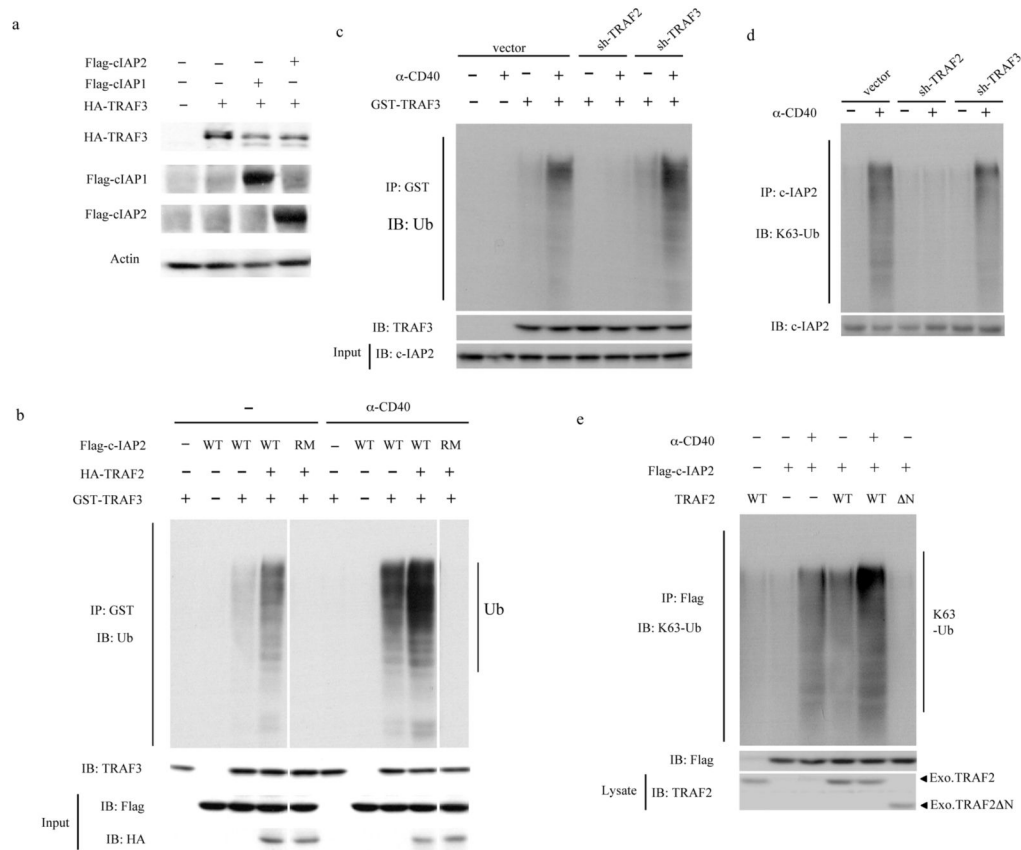 a
Flag-cIAP2 – – – +
Flag-cIAP1 – – + –
HA-TRAF3 – + + +
HA-TRAF3
Flag-cIAP1
Flag-cIAP2
Actin
c
vector sh-TRAF2 sh-TRAF3
α-CD40 – + – + – + – +
GST-TRAF3 – – + + + + + +
IP: GST
IB: Ub
IB: TRAF3
Input IB: c-IAP2
d
vector sh-TRAF2 sh-TRAF3
α-CD40 – + – + – +
IP: c-IAP2
IB: K63-Ub
IB: c-IAP2
b
– α-CD40
Flag-c-IAP2 – WT WT WT RM – WT WT WT RM
HA-TRAF2 – – – + + – – – + +
GST-TRAF3 + – + + + + – + + +
IP: GST
IB: Ub
Ub
IB: TRAF3
Input
IB: Flag
IB: HA
e
α-CD40 – – + – + –
Flag-c-IAP2 – + + + + +
TRAF2 WT – – WT WT ΔN
IP: Flag
IB: K63-Ub
K63
-Ub
IB: Flag
Lysate IB: TRAF2
Exo.TRAF2
Exo.TRAF2ΔN